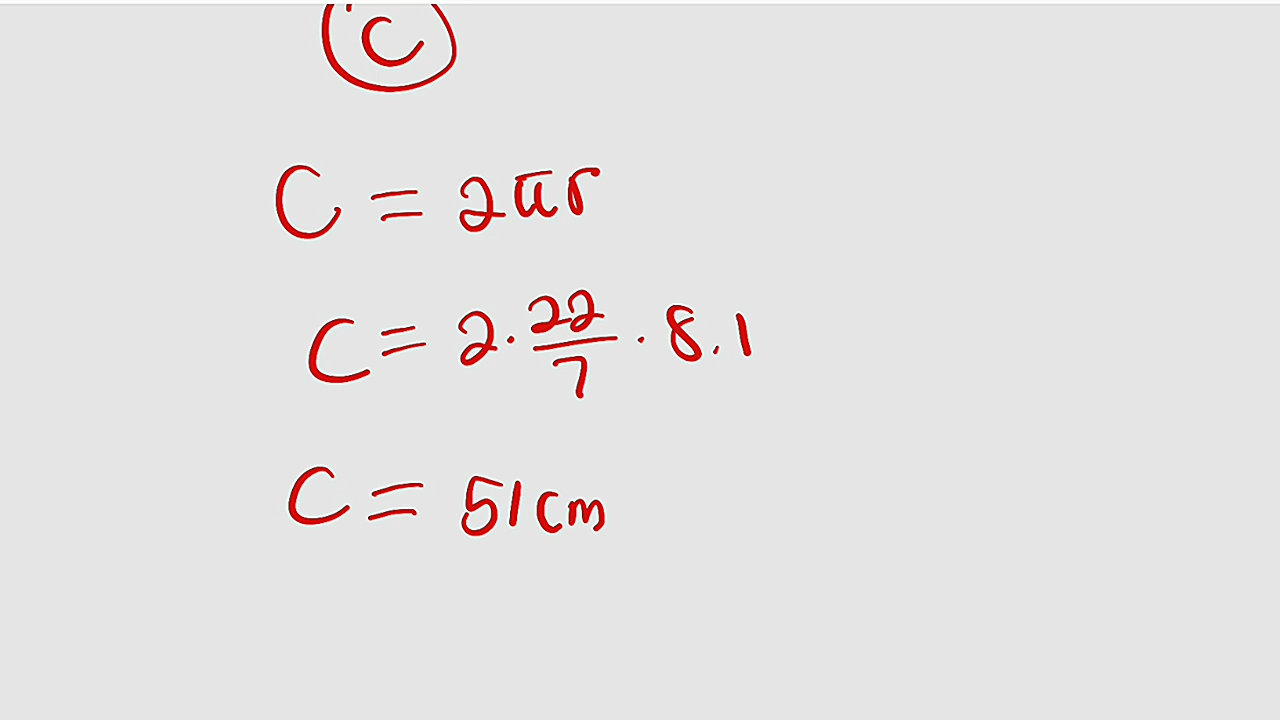 C
C = 2πr
C = 2 · 22/7 · 8.1
C = 51cm